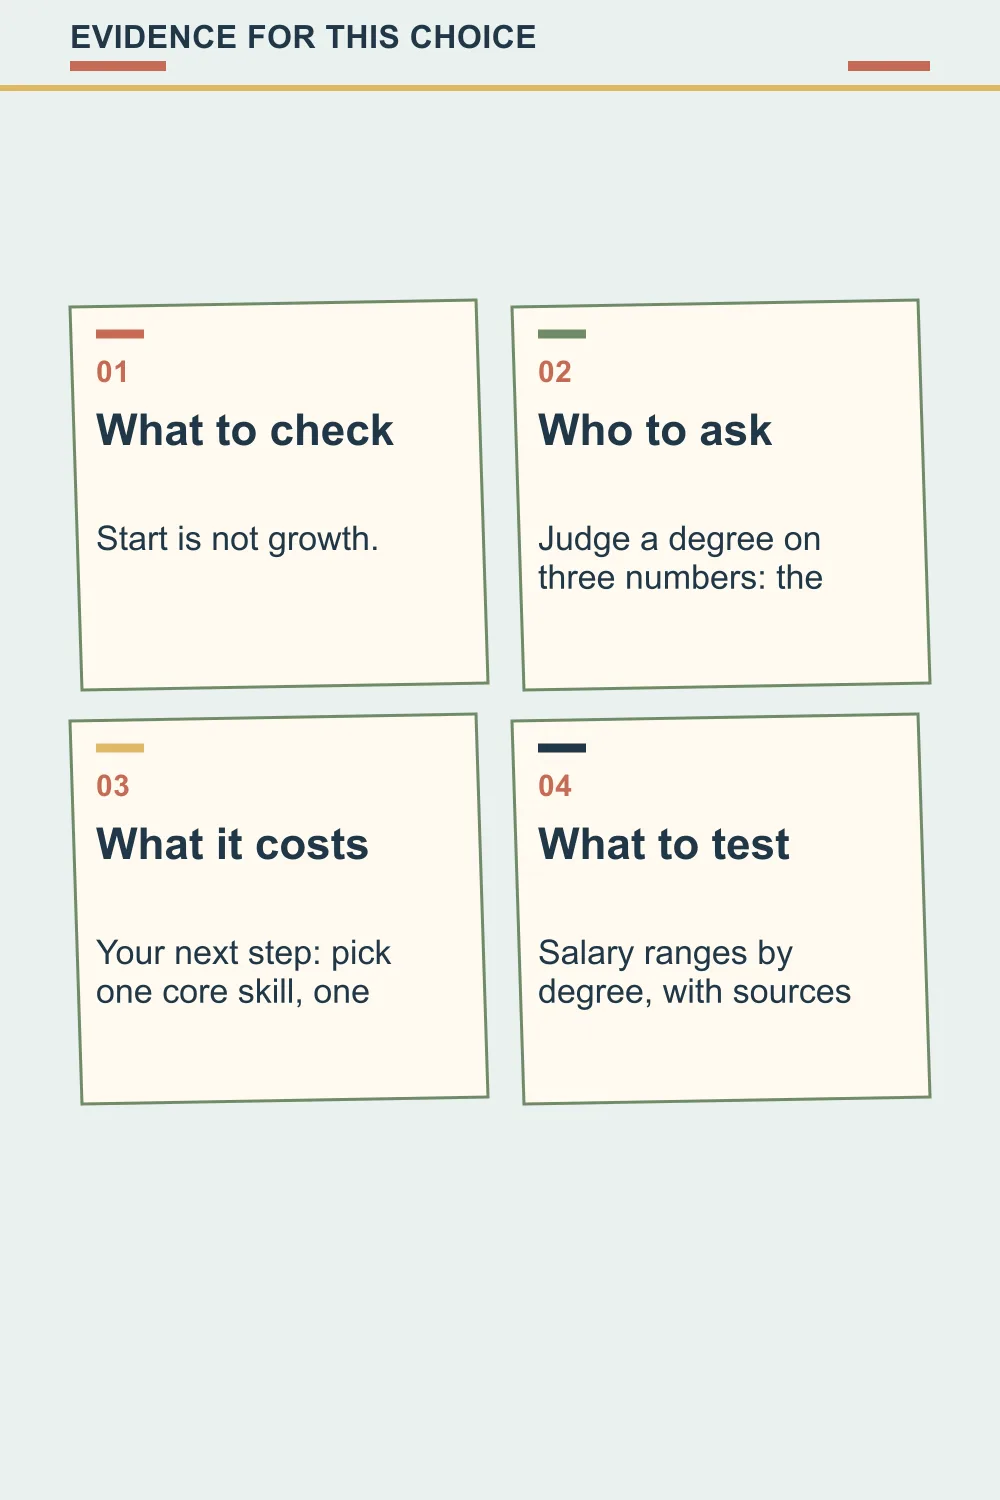 EVIDENCE FOR THIS CHOICE
01
What to check
Start is not growth.
02
Who to ask
Judge a degree on
three numbers: the
03
What it costs
Your next step: pick
one core skill, one
04
What to test
Salary ranges by
degree, with sources